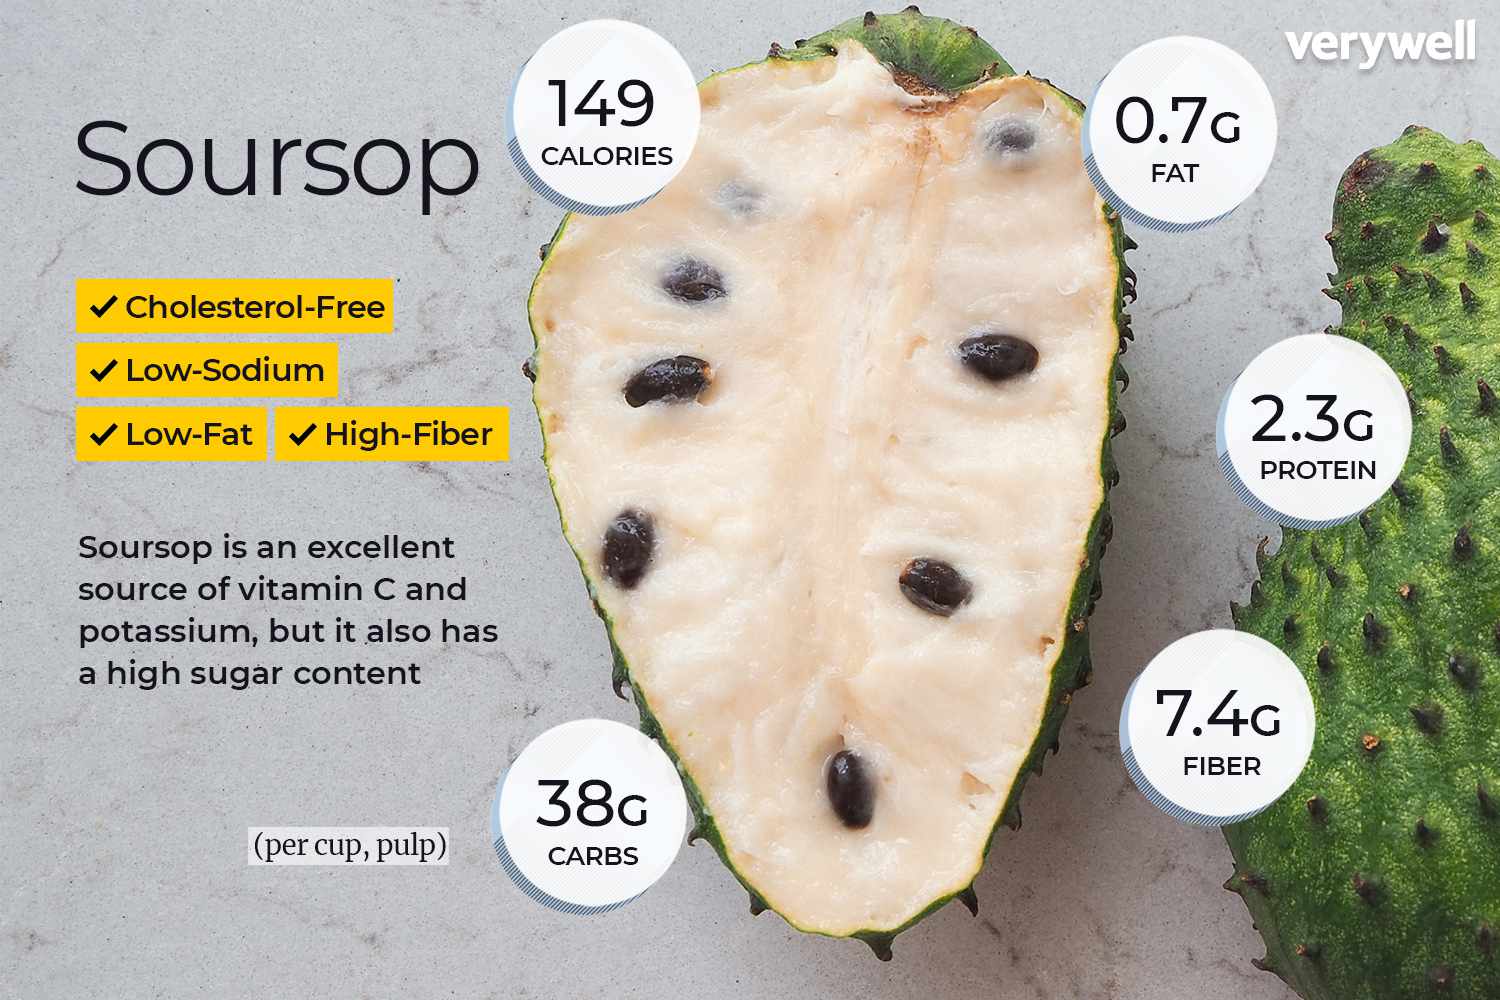 verywell
Soursop
149
CALORIES
0.7G
FAT
✓ Cholesterol-Free
✓ Low-Sodium
✓ Low-Fat ✓ High-Fiber
2.3G
PROTEIN
Soursop is an excellent
source of vitamin C and
potassium, but it also has
a high sugar content
7.4G
FIBER
38G
CARBS
(per cup, pulp)